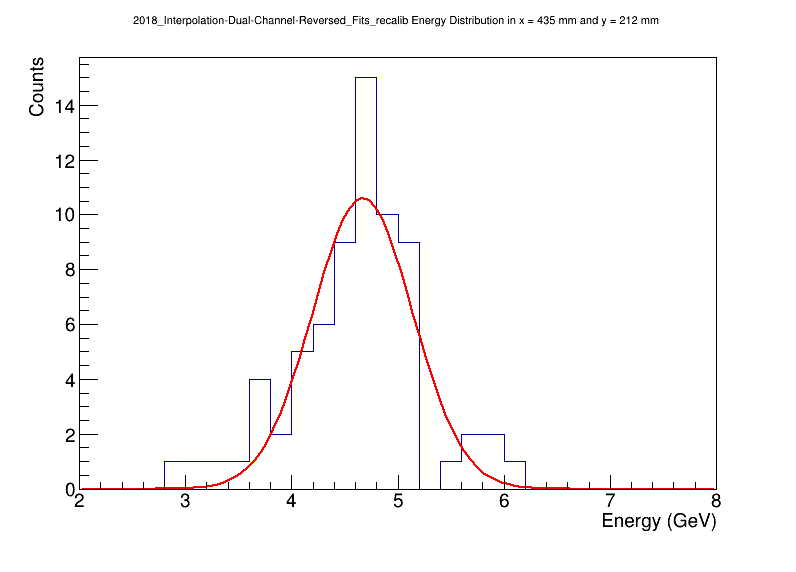 2018_Interpolation-Dual-Channel-Reversed_Fits_recalib Energy Distribution in x = 435 mm and y = 212 mm
Counts
14
12
10
8
6
4
2
0
2 3 4 5 6 7 8
Energy (GeV)